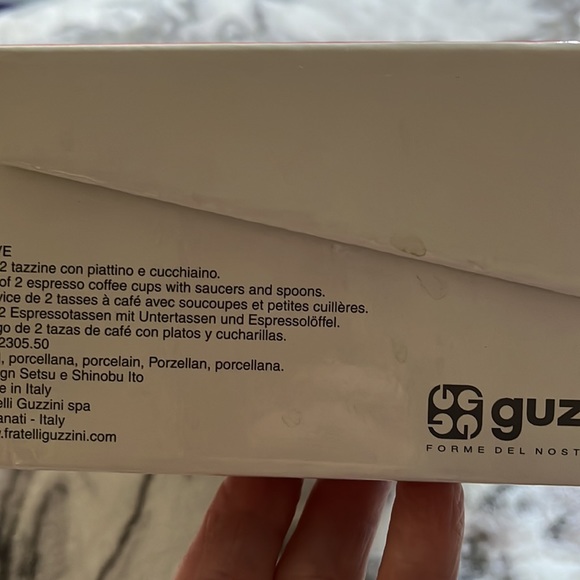 VE
2 tazzine con piattino e cucchiaino.
of 2 espresso coffee cups with saucers and spoons.
vice de 2 tasses à café avec soucoupes et petites cuillères.
2 Espressotassen mit Untertassen und Espressolöffel.
go de 2 tazas de café con platos y cucharillas.
2305.50
l, porcellana, porcelain, Porzellan, porcellana.
gn Setsu e Shinobu Ito
e in Italy
elli Guzzini spa
anati - Italy
w.fratelliguzzini.com
guz
FORME DEL NOST